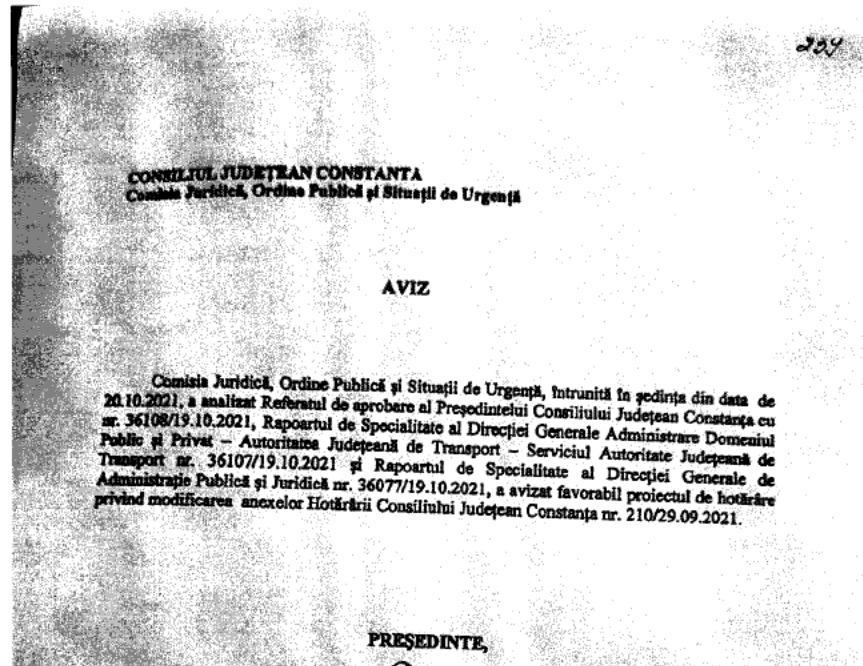 239
CONSILIUL JUDEȚEAN CONSTANTA
Comisia Juridică, Ordine Publică și Situații de Urgență
AVIZ
Comisia Juridică, Ordine Publică și Situații de Urgență, întrunită în ședința din data de
20.10.2021, a analizat Referatul de aprobare al Președintelui Consiliului Județean Constanța cu
nr. 36108/19.10.2021, Rapoartul de Specialitate al Direcției Generale Administrare Domeniul
Public și Privat – Autoritatea Județeană de Transport – Serviciul Autoritate Județeană de
Transport nr. 36107/19.10.2021 și Rapoartul de Specialitate al Direcției Generale de
Administrație Publică și Juridică nr. 36077/19.10.2021, a avizat favorabil proiectul de hotărâre
privind modificarea anexelor Hotărârii Consiliului Județean Constanța nr. 210/29.09.2021.
PREȘEDINTE,